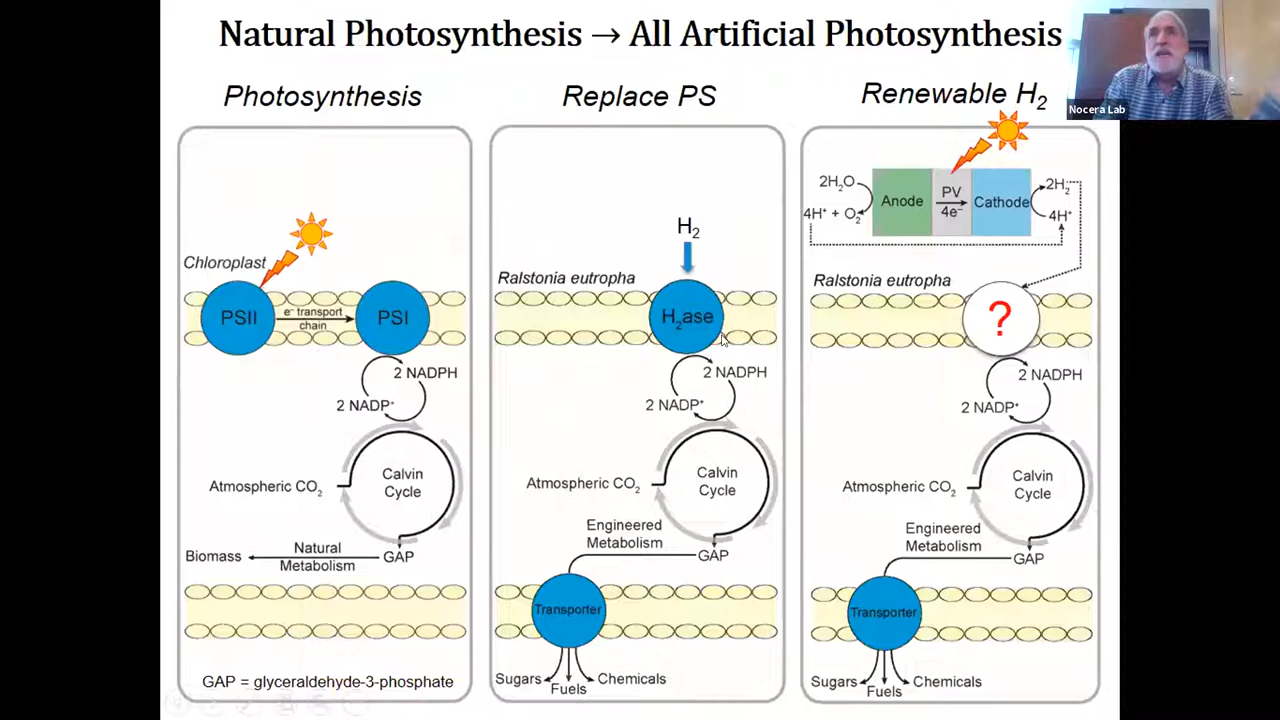 Natural Photosynthesis → All Artificial Photosynthesis
Nocera Lab
Photosynthesis
Chloroplast
PSII
e⁻ transport
chain
PSI
2 NADPH
2 NADP⁺
Calvin
Cycle
Atmospheric CO₂
GAP
Natural
Metabolism
Biomass
GAP = glyceraldehyde-3-phosphate
Replace PS
H₂
Ralstonia eutropha
H₂ase
2 NADPH
2 NADP⁺
Calvin
Cycle
Atmospheric CO₂
Engineered
Metabolism
GAP
Transporter
Sugars
Fuels
Chemicals
Renewable H₂
2H₂O
4H⁺ + O₂
Anode
PV
4e⁻
Cathode
2H₂
4H⁺
Ralstonia eutropha
?
2 NADPH
2 NADP⁺
Calvin
Cycle
Atmospheric CO₂
Engineered
Metabolism
GAP
Transporter
Sugars
Fuels
Chemicals